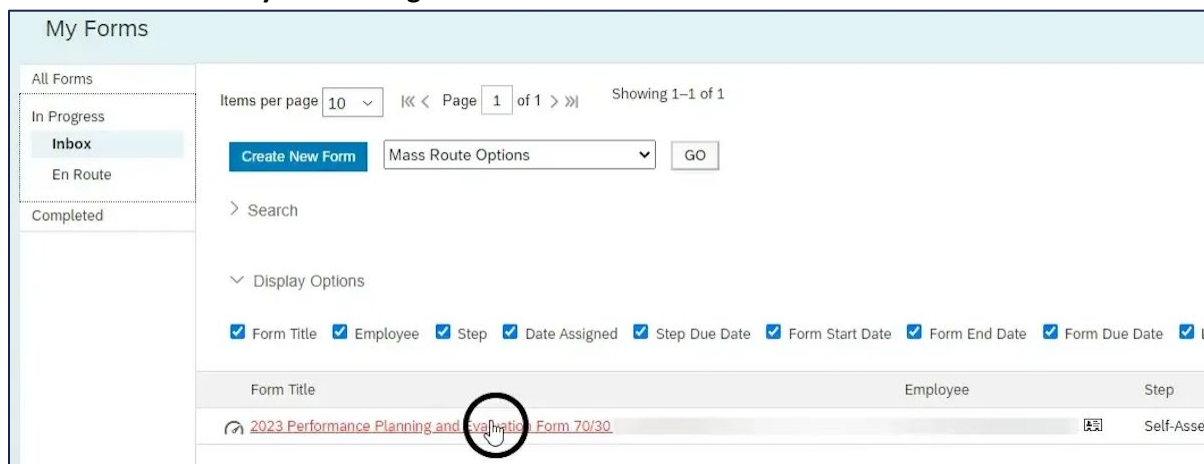 My Forms
All Forms
In Progress
Inbox
En Route
Completed
Items per page 10 Page 1 of 1 Showing 1–1 of 1
Create New Form Mass Route Options GO
Search
Display Options
Form Title Employee Step Date Assigned Step Due Date Form Start Date Form End Date Form Due Date
Form Title Employee Step
2023 Performance Planning and Evaluation Form 70/30 Self-Asse